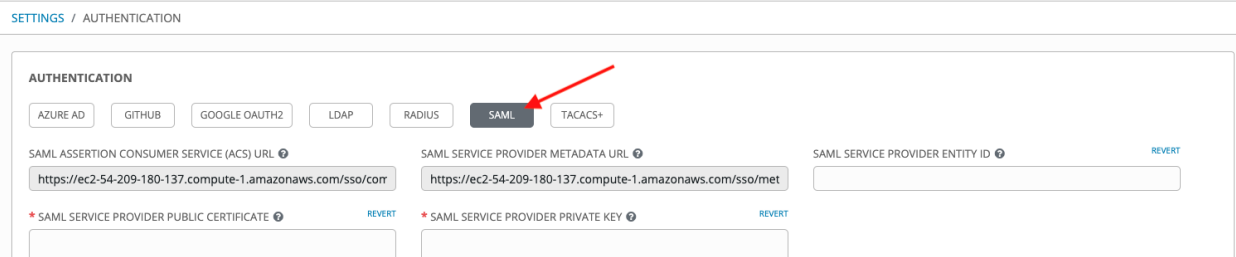 SETTINGS / AUTHENTICATION
AUTHENTICATION
AZURE AD GITHUB GOOGLE OAUTH2 LDAP RADIUS SAML TACACS+
SAML ASSERTION CONSUMER SERVICE (ACS) URL ? SAML SERVICE PROVIDER METADATA URL ? SAML SERVICE PROVIDER ENTITY ID ? REVERT
https://ec2-54-209-180-137.compute-1.amazonaws.com/sso/com https://ec2-54-209-180-137.compute-1.amazonaws.com/sso/met
* SAML SERVICE PROVIDER PUBLIC CERTIFICATE ? REVERT * SAML SERVICE PROVIDER PRIVATE KEY ? REVERT